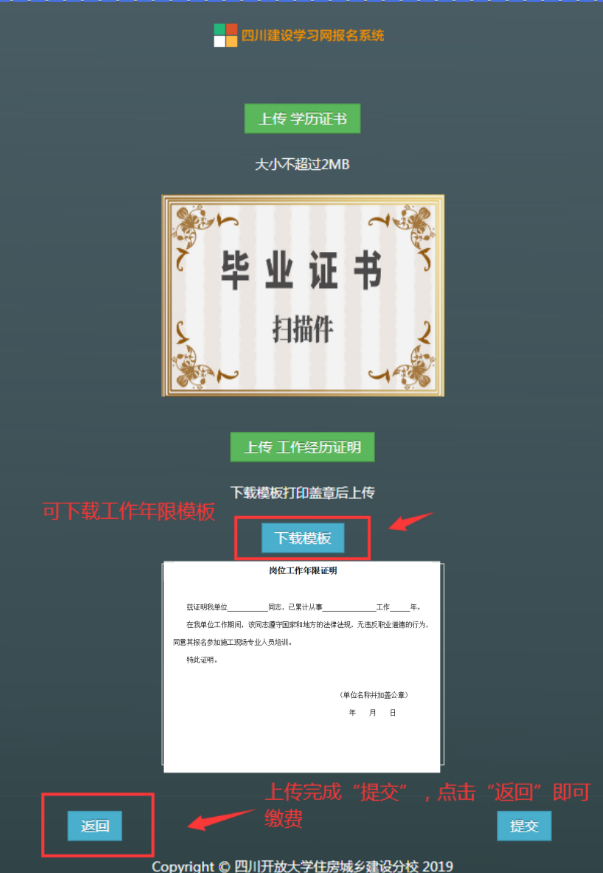 四川建设学习网报名系统
上传 学历证书
大小不超过2MB
毕业证书
扫描件
上传 工作经历证明
下载模板打印盖章后上传
可下载工作年限模板
下载模板
岗位工作年限证明
兹证明我单位____________同志，已累计从事________________工作______年。
在我单位工作期间，该同志遵守国家和地方的法律法规，无违反职业道德的行为，
同意其报名参加施工现场专业人员培训。
特此证明。
（单位名称并加盖公章）
年 月 日
上传完成“提交”，点击“返回”即可
缴费
返回
提交
Copyright © 四川开放大学住房城乡建设分校 2019